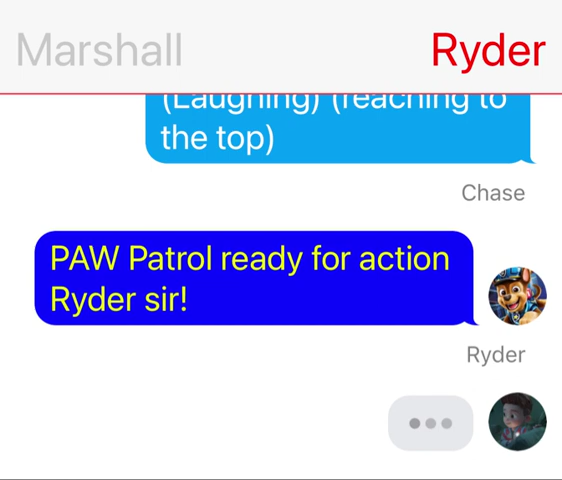 Marshall
Ryder
(Laughing) (reaching to
the top)
Chase
PAW Patrol ready for action
Ryder sir!
Ryder